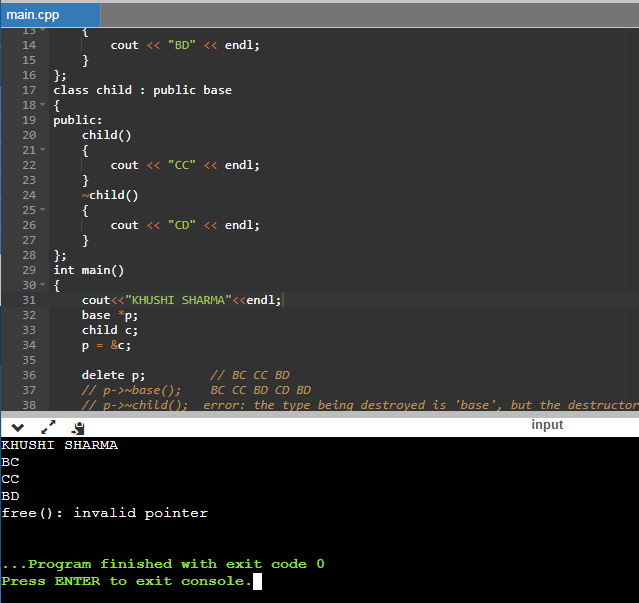 main.cpp
13 {
14 cout << "BD" << endl;
15 }
16 };
17 class child : public base
18 {
19 public:
20 child()
21 {
22 cout << "CC" << endl;
23 }
24 ~child()
25 {
26 cout << "CD" << endl;
27 }
28 };
29 int main()
30 {
31 cout<<"KHUSHI SHARMA"<<endl;
32 base *p;
33 child c;
34 p = &c;
35
36 delete p; // BC CC BD
37 // p->~base(); BC CC BD CD BD
38 // p->~child(); error: the type being destroyed is 'base', but the destructor
input
KHUSHI SHARMA
BC
CC
BD
free(): invalid pointer
...Program finished with exit code 0
Press ENTER to exit console.